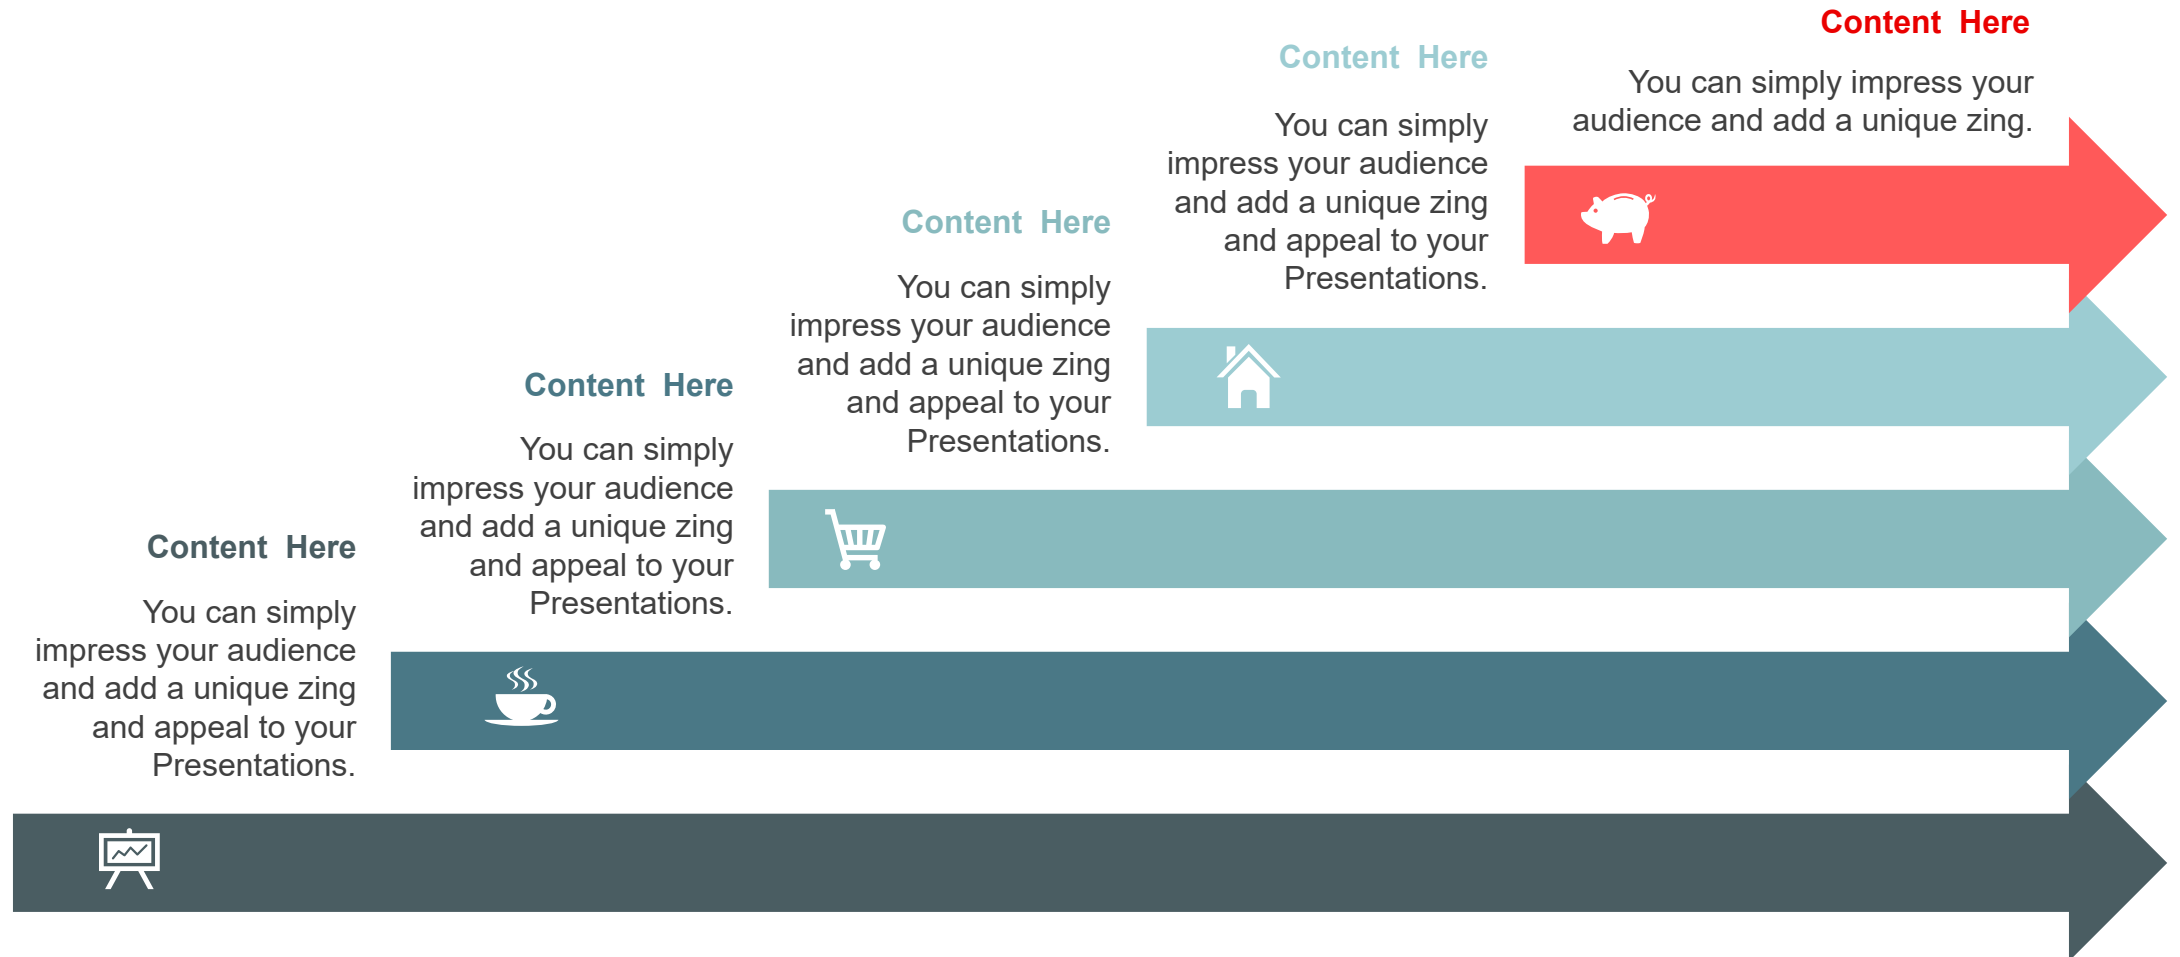 Content  Here
You can simply
impress your audience
and add a unique zing
and appeal to your
Presentations.
Content  Here
You can simply
impress your audience
and add a unique zing
and appeal to your
Presentations.
Content  Here
You can simply
impress your audience
and add a unique zing
and appeal to your
Presentations.
Content  Here
You can simply
impress your audience
and add a unique zing
and appeal to your
Presentations.
Content  Here
You can simply impress your
audience and add a unique zing.